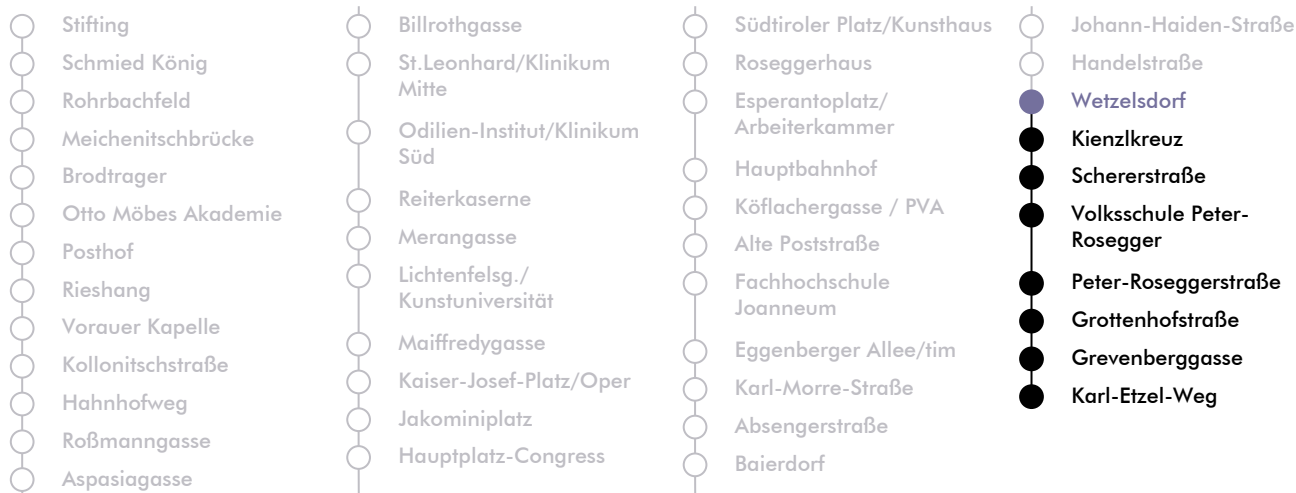 Stifting
Schmied König
Rohrbachfeld
Meichenitschbrücke
Brodtrager
Otto Möbes Akademie
Posthof
Rieshang
Vorauer Kapelle
Kollonitschstraße
Hahnhofweg
Roßmanngasse
Aspasiagasse
Billrothgasse
St.Leonhard/Klinikum
Mitte
Odilien-Institut/Klinikum
Süd
Reiterkaserne
Merangasse
Lichtenfelsg./
Kunstuniversität
Maiffredygasse
Kaiser-Josef-Platz/Oper
Jakominiplatz
Hauptplatz-Congress
Südtiroler Platz/Kunsthaus
Roseggerhaus
Esperantoplatz/
Arbeiterkammer
Hauptbahnhof
Köflachergasse / PVA
Alte Poststraße
Fachhochschule
Joanneum
Eggenberger Allee/tim
Karl-Morre-Straße
Absengerstraße
Baierdorf
Johann-Haiden-Straße
Handelstraße
Wetzelsdorf
Kienzlkreuz
Schererstraße
Volksschule Peter-
Rosegger
Peter-Roseggerstraße
Grottenhofstraße
Grevenberggasse
Karl-Etzel-Weg